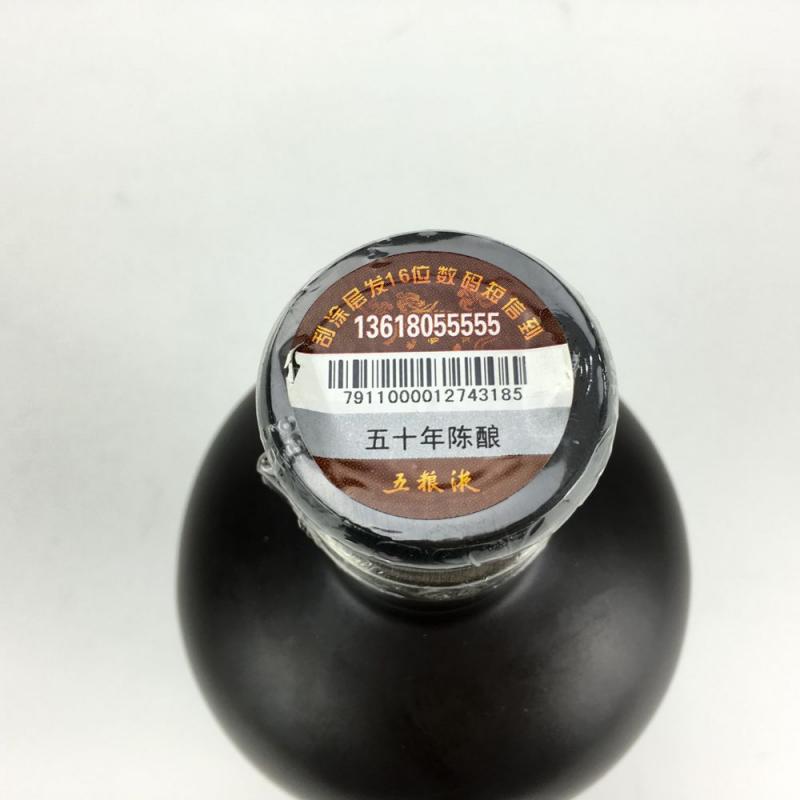 刮涂层发16位数码短信到
13618055555
7911000012743185
五十年陈酿
五粮液